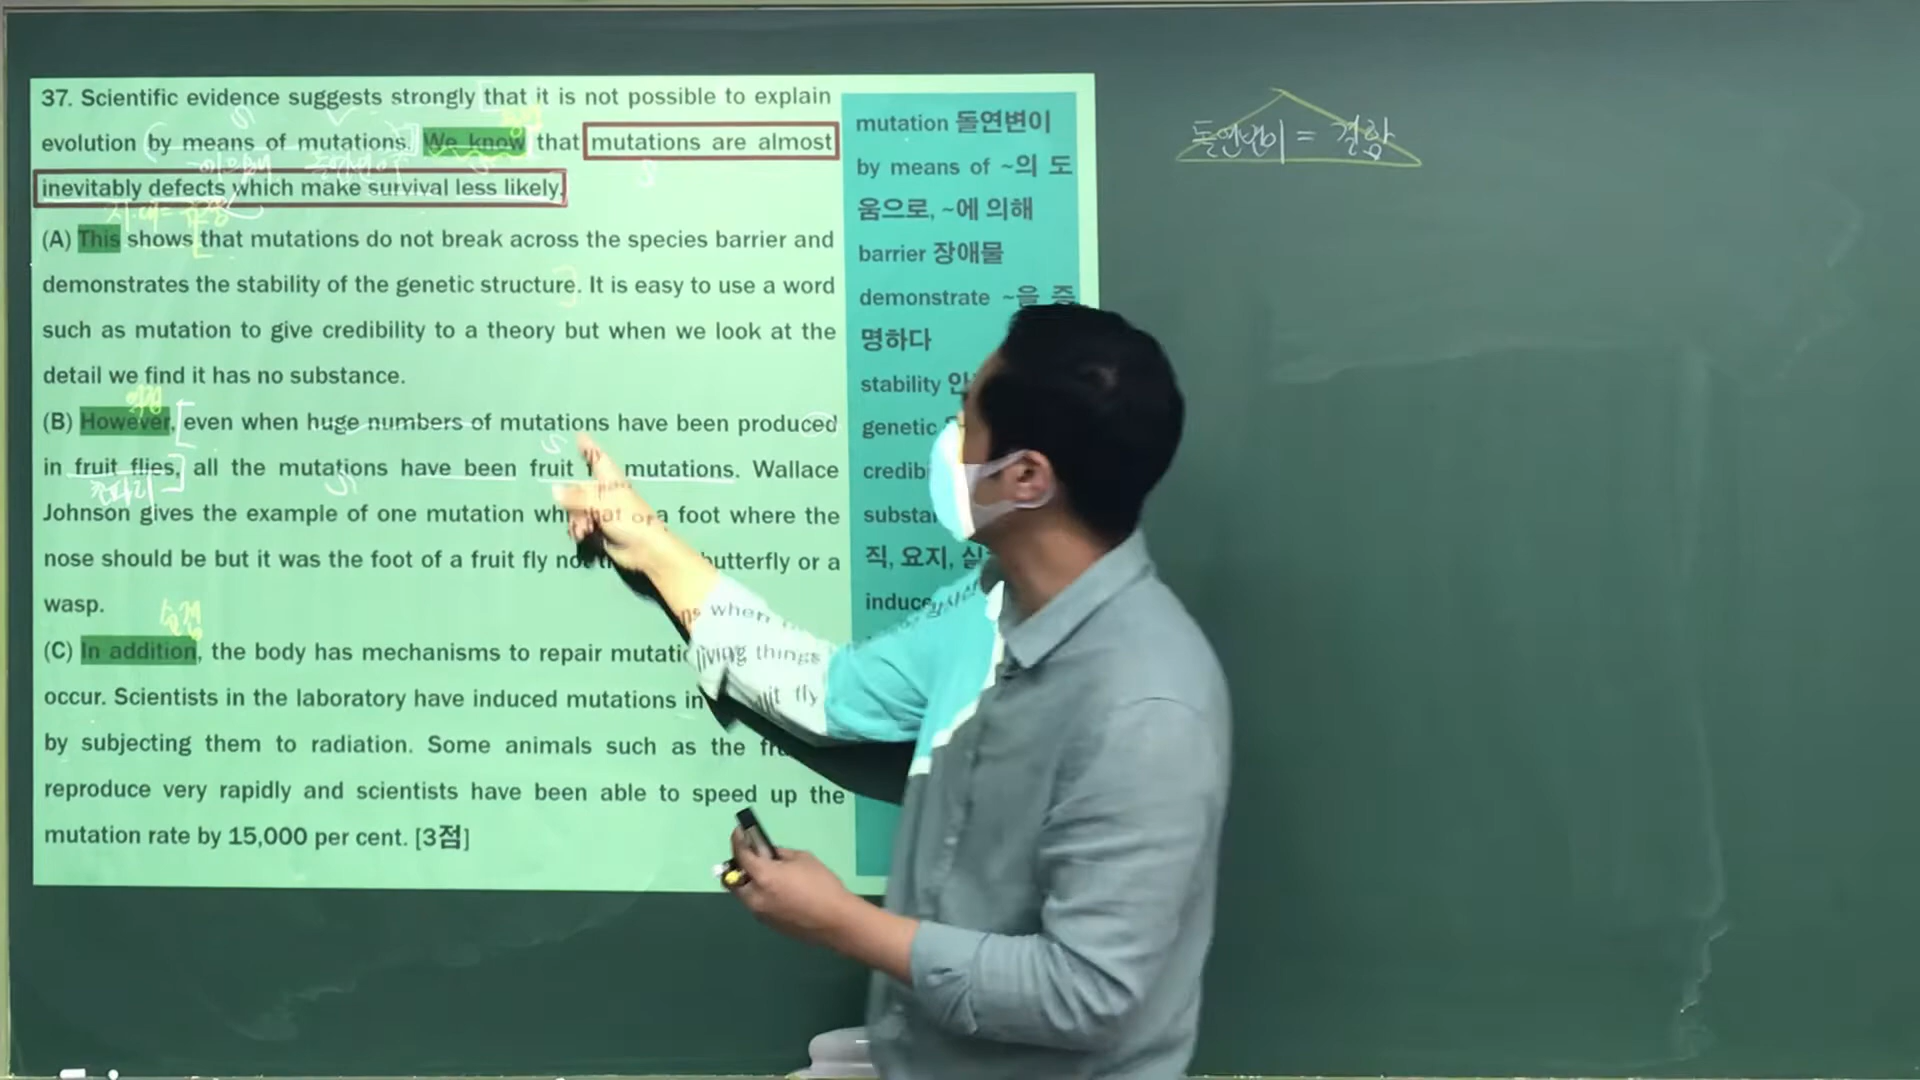 37. Scientific evidence suggests strongly that it is not possible to explain
evolution by means of mutations. We know that mutations are almost
inevitably defects which make survival less likely.
(A) This shows that mutations do not break across the species barrier and
demonstrates the stability of the genetic structure. It is easy to use a word
such as mutation to give credibility to a theory but when we look at the
detail we find it has no substance.
(B) However, even when huge numbers of mutations have been produced
in fruit flies, all the mutations have been fruit mutations. Wallace
초파리
Johnson gives the example of one mutation foot where the
nose should be but it was the foot of a fruit fly butterfly or a
wasp.
순접
(C) In addition, the body has mechanisms to repair
occur. Scientists in the laboratory have induced mutations in living things
by subjecting them to radiation. Some animals such as the fly
reproduce very rapidly and scientists have been able to speed up the
mutation rate by 15,000 per cent. [3점]
mutation 돌연변이
by means of ~의 도
움으로, ~에 의해
barrier 장애물
demonstrate ~을 증
명하다
stability
genetic
직, 요지,
induce
돌연변이 = 결함